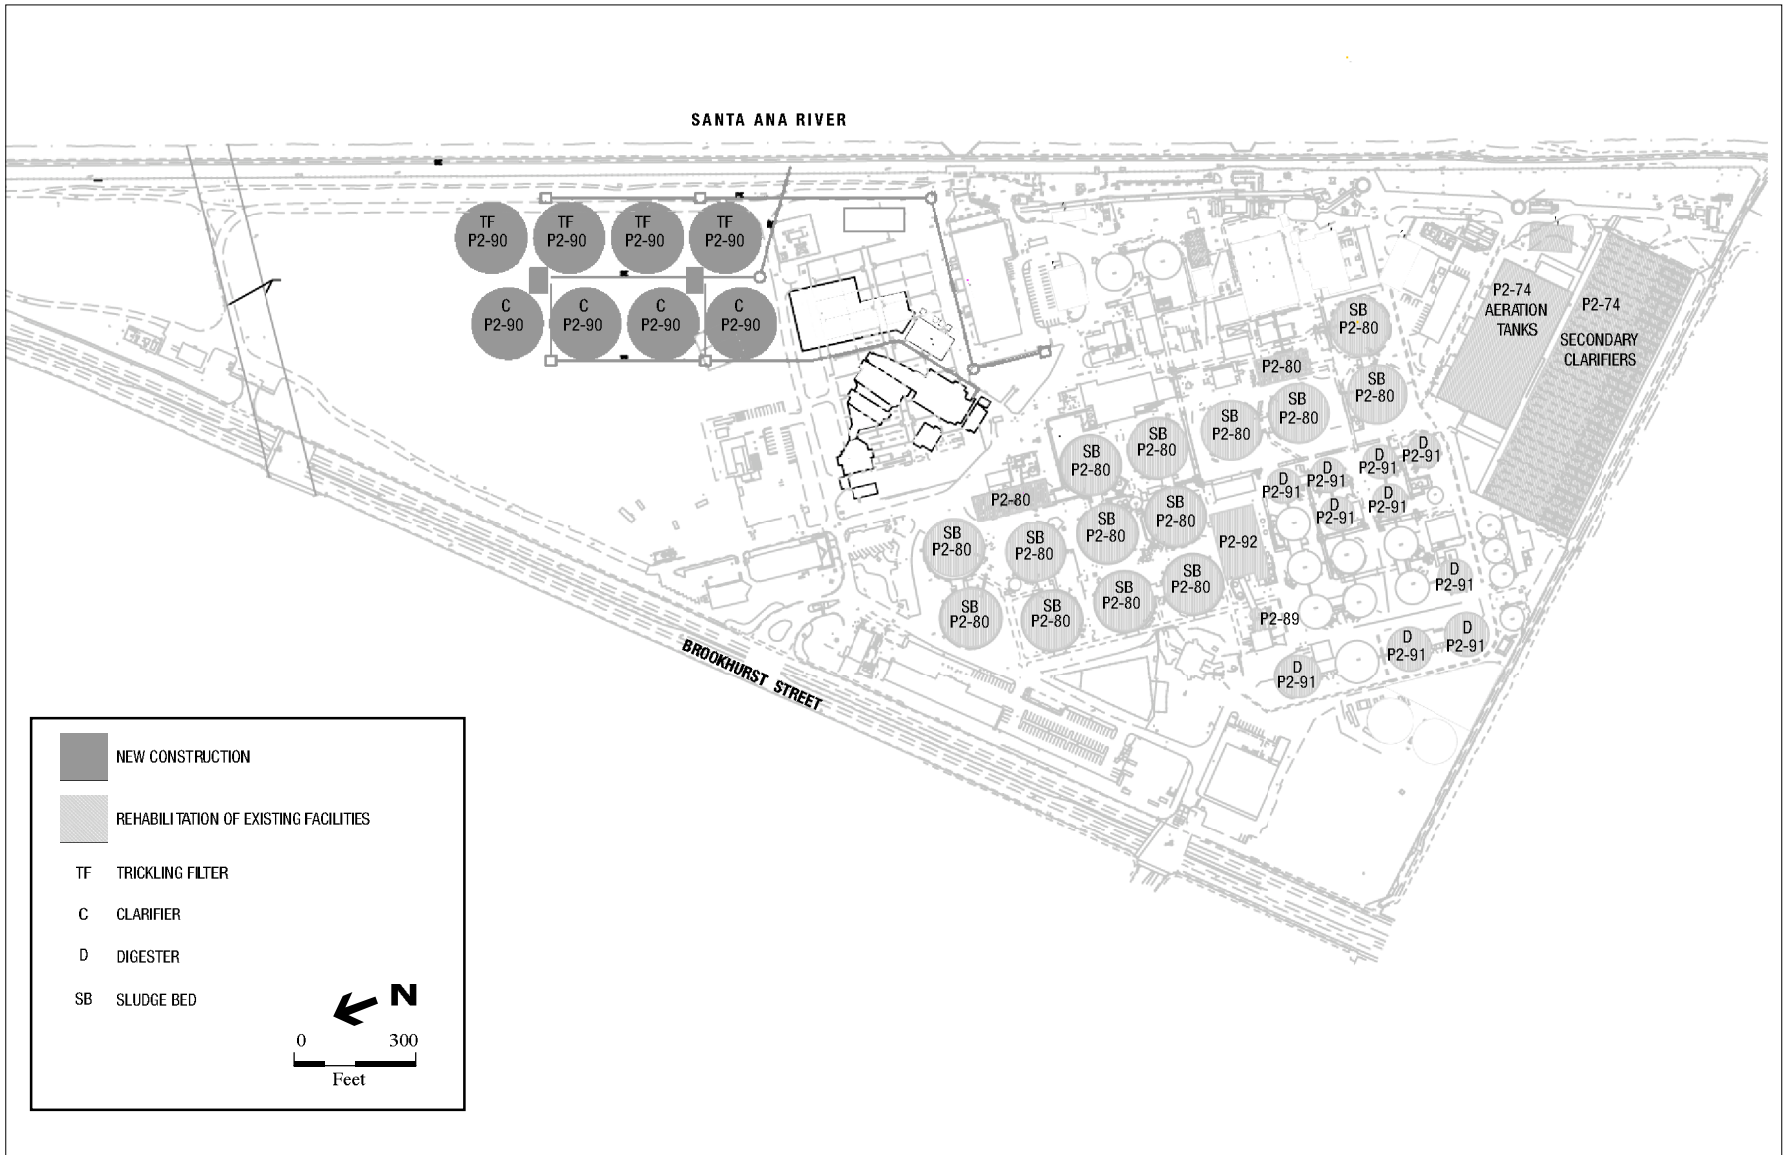 SANTA ANA RIVER
TF
P2-90
TF
P2-90
TF
P2-90
TF
P2-90
C
P2-90
C
P2-90
C
P2-90
C
P2-90
P2-74
AERATION
TANKS
P2-74
SECONDARY
CLARIFIERS
SB
P2-80
P2-80
SB
P2-80
SB
P2-80
SB
P2-80
SB
P2-80
SB
P2-80
P2-80
SB
P2-80
SB
P2-80
SB
P2-80
SB
P2-80
SB
P2-80
SB
P2-80
SB
P2-80
SB
P2-80
D
P2-91
D
P2-91
D
P2-91
D
P2-91
D
P2-91
D
P2-91
P2-92
D
P2-91
P2-89
D
P2-91
D
P2-91
D
P2-91
BROOKHURST STREET
NEW CONSTRUCTION
REHABILITATION OF EXISTING FACILITIES
TF TRICKLING FILTER
C CLARIFIER
D DIGESTER
SB SLUDGE BED
N
0 300
Feet